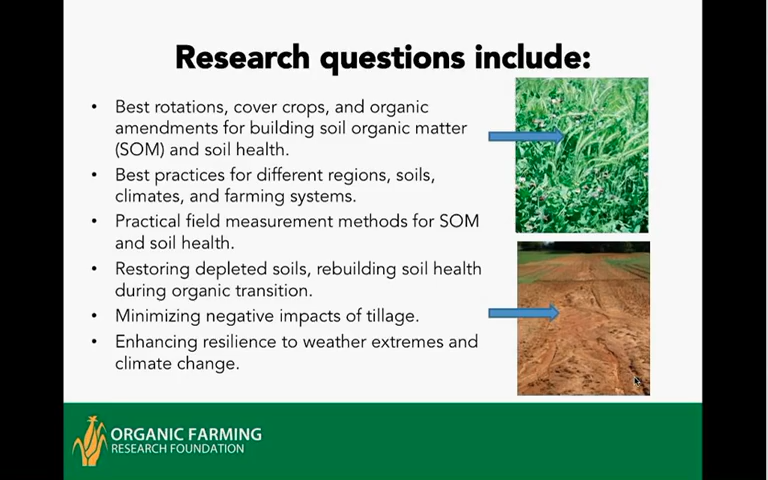 Research questions include:
• Best rotations, cover crops, and organic
amendments for building soil organic matter
(SOM) and soil health.
• Best practices for different regions, soils,
climates, and farming systems.
• Practical field measurement methods for SOM
and soil health.
• Restoring depleted soils, rebuilding soil health
during organic transition.
• Minimizing negative impacts of tillage.
• Enhancing resilience to weather extremes and
climate change.
ORGANIC FARMING
RESEARCH FOUNDATION